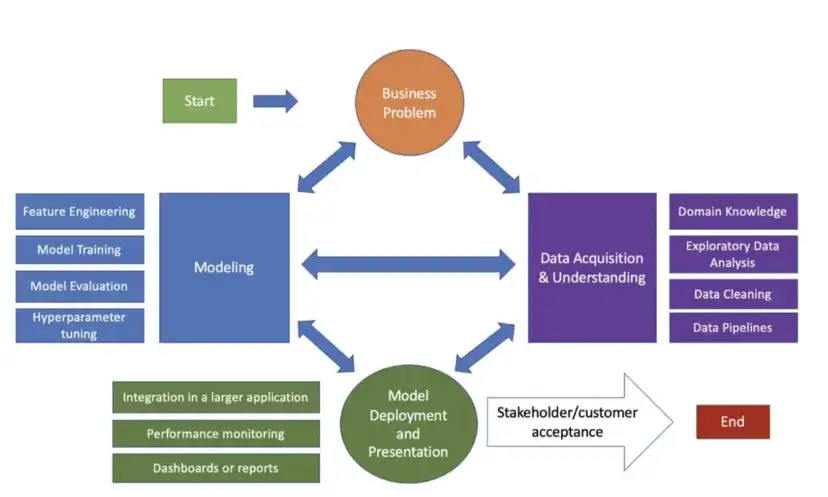 Start
Business
Problem
Feature Engineering
Model Training
Model Evaluation
Hyperparameter
tuning
Modeling
Data Acquisition
& Understanding
Domain Knowledge
Exploratory Data
Analysis
Data Cleaning
Data Pipelines
Integration in a larger application
Performance monitoring
Dashboards or reports
Model
Deployment
and
Presentation
Stakeholder/customer
acceptance
End